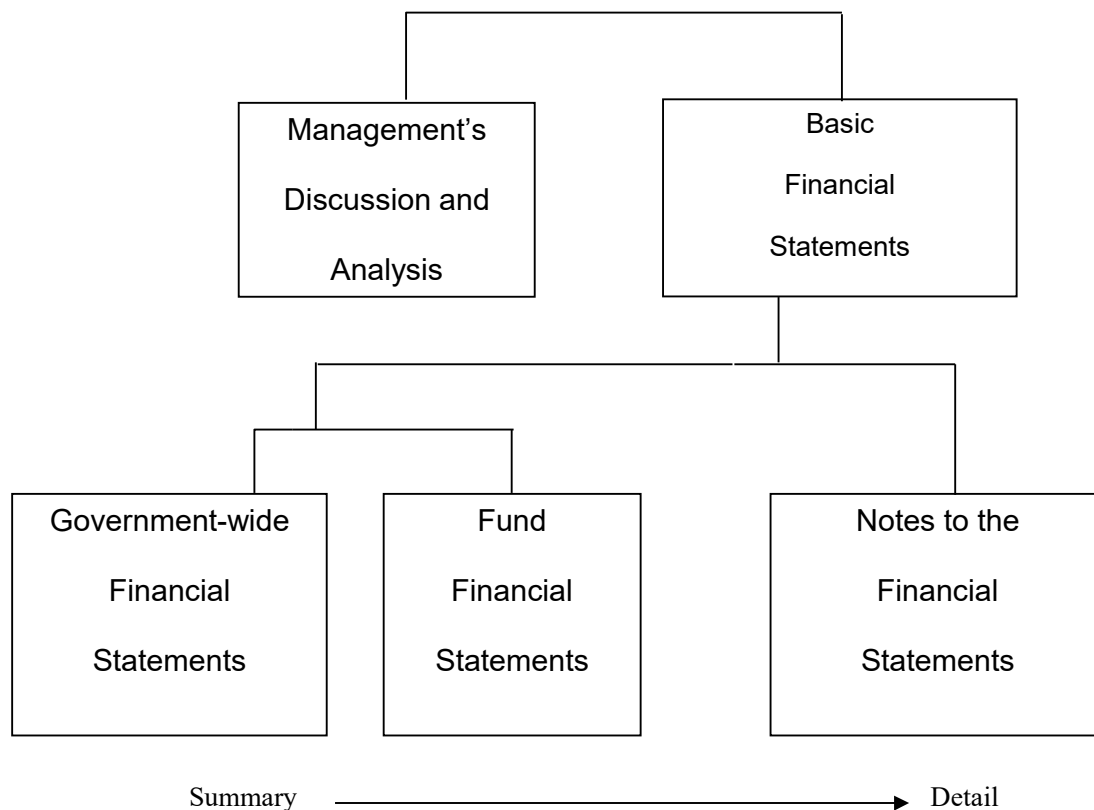 Management’s
Discussion and
Analysis
Basic
Financial
Statements
Government-wide
Financial
Statements
Fund
Financial
Statements
Notes to the
Financial
Statements
Summary
Detail